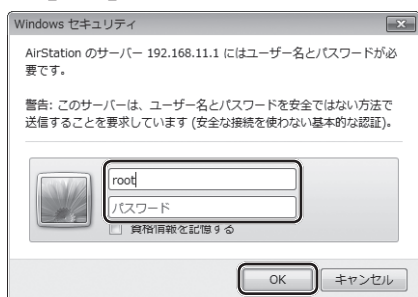 Windows セキュリティ
AirStation のサーバー 192.168.11.1 にはユーザー名とパスワードが必
要です。
警告: このサーバーは、ユーザー名とパスワードを安全ではない方法で
送信することを要求しています (安全な接続を使わない基本的な認証)。
root
パスワード
資格情報を記憶する
OK
キャンセル